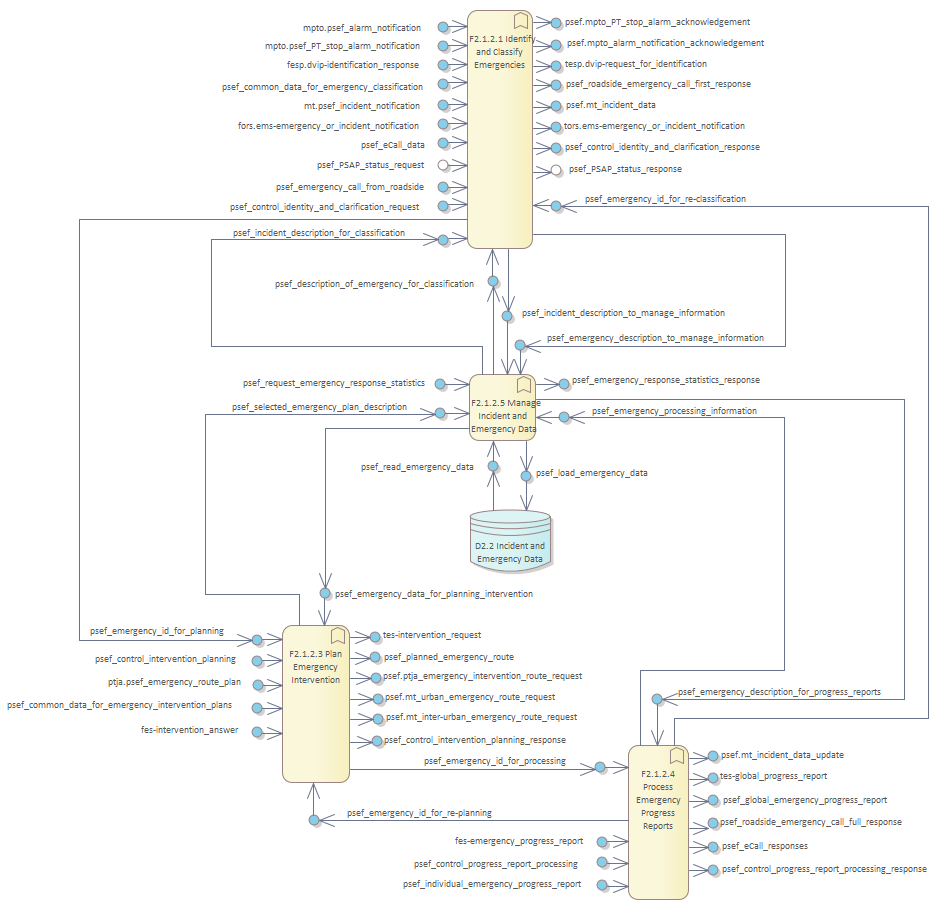 mpto.psef_alarm_notification
mpto.psef_PT_stop_alarm_notification
fesp.dvip-identification_response
psef_common_data_for_emergency_classification
mt.psef_incident_notification
fors.ems-emergency_or_incident_notification
psef_eCall_data
psef_PSAP_status_request
psef_emergency_call_from_roadside
psef_control_identity_and_clarification_request
psef_incident_description_for_classification
F2.1.2.1 Identify
and Classify
Emergencies
psef.mpto_PT_stop_alarm_acknowledgement
psef.mpto_alarm_notification_acknowledgement
tesp.dvip-request_for_identification
psef_roadside_emergency_call_first_response
psef.mt_incident_data
tors.ems-emergency_or_incident_notification
psef_control_identity_and_clarification_response
psef_PSAP_status_response
psef_emergency_id_for_re-classification
psef_description_of_emergency_for_classification
psef_incident_description_to_manage_information
psef_emergency_description_to_manage_information
psef_request_emergency_response_statistics
psef_selected_emergency_plan_description
F2.1.2.5 Manage
Incident and
Emergency Data
psef_emergency_response_statistics_response
psef_emergency_processing_information
psef_read_emergency_data
psef_load_emergency_data
D2.2 Incident and
Emergency Data
psef_emergency_data_for_planning_intervention
psef_emergency_id_for_planning
psef_control_intervention_planning
ptja.psef_emergency_route_plan
psef_common_data_for_emergency_intervention_plans
fes-intervention_answer
F2.1.2.3 Plan
Emergency
Intervention
tes-intervention_request
psef_planned_emergency_route
psef.ptja_emergency_intervention_route_request
psef.mt_urban_emergency_route_request
psef.mt_inter-urban_emergency_route_request
psef_control_intervention_planning_response
psef_emergency_id_for_processing
psef_emergency_description_for_progress_reports
psef_emergency_id_for_re-planning
fes-emergency_progress_report
psef_control_progress_report_processing
psef_individual_emergency_progress_report
F2.1.2.4
Process
Emergency
Progress
Reports
psef.mt_incident_data_update
tes-global_progress_report
psef_global_emergency_progress_report
psef_roadside_emergency_call_full_response
psef_eCall_responses
psef_control_progress_report_processing_response